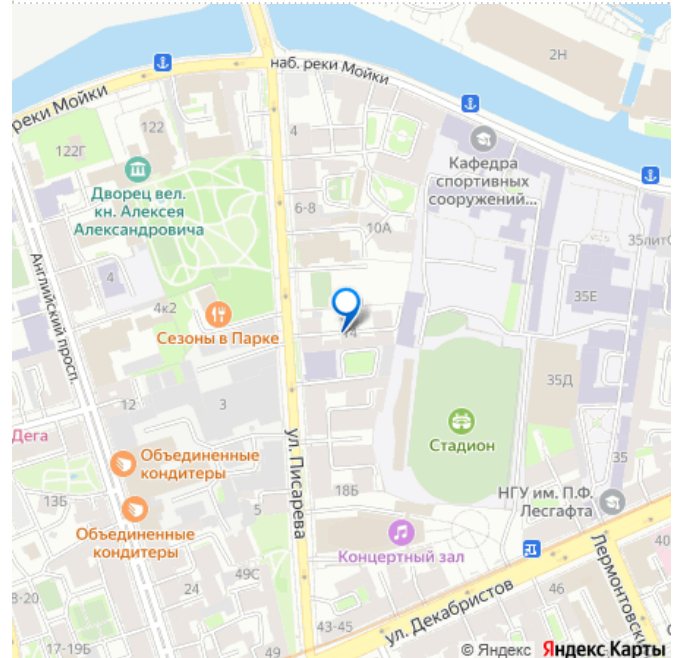 2Н
наб. реки Мойки
реки Мойки
122
4
122Г
Кафедра
спортивных
сооружений...
Дворец вел.
кн. Алексея
Александровича
6-8
10А
35лит
Английский просп.
4
35Е
4к2
Сезоны в Парке
14
35Д
12
3
ул. Писарева
Стадион
Дега
Объединенные
кондитеры
35
13Б
18Б
НГУ им. П.Ф.
Лесгафта
5
Объединенные
кондитеры
Концертный зал
Лермонтовский
40
49С
24
46
ул. Декабристов
8-20
43-45
17-19Б
49
© Яндекс Яндекс Карты